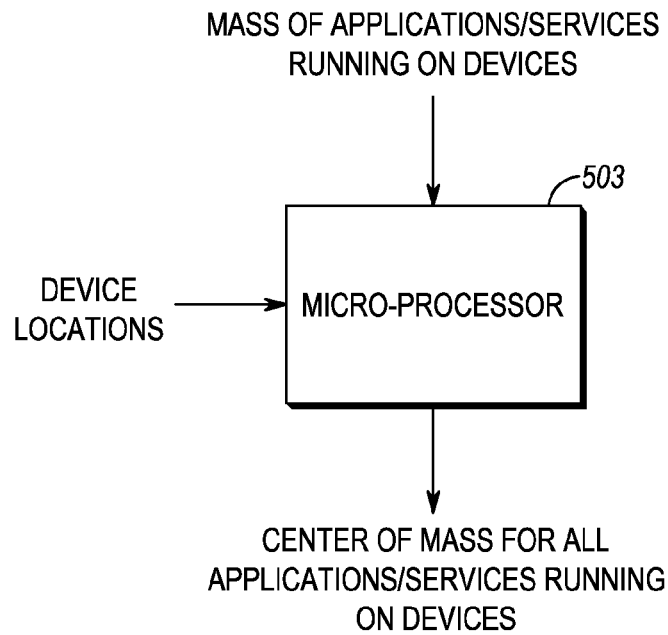 MASS OF APPLICATIONS/SERVICES
RUNNING ON DEVICES
503
DEVICE
LOCATIONS
MICRO-PROCESSOR
CENTER OF MASS FOR ALL
APPLICATIONS/SERVICES RUNNING
ON DEVICES